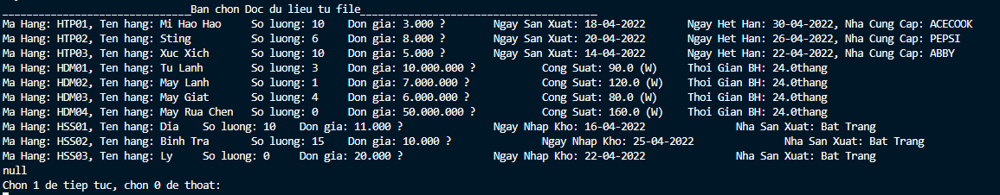 ______________________________Ban chon Doc du lieu tu file______________________________________
Ma Hang: HTP01, Ten hang: Mi Hao Hao So luong: 10 Don gia: 3.000 ? Ngay San Xuat: 18-04-2022 Ngay Het Han: 30-04-2022, Nha Cung Cap: ACECOOK
Ma Hang: HTP02, Ten hang: Sting So luong: 6 Don gia: 8.000 ? Ngay San Xuat: 20-04-2022 Ngay Het Han: 26-04-2022, Nha Cung Cap: PEPSI
Ma Hang: HTP03, Ten hang: Xuc Xich So luong: 10 Don gia: 5.000 ? Ngay San Xuat: 14-04-2022 Ngay Het Han: 22-04-2022, Nha Cung Cap: ABBY
Ma Hang: HDM01, Ten hang: Tu Lanh So luong: 3 Don gia: 10.000.000 ? Cong Suat: 90.0 (W) Thoi Gian BH: 24.0thang
Ma Hang: HDM02, Ten hang: May Lanh So luong: 1 Don gia: 7.000.000 ? Cong Suat: 120.0 (W) Thoi Gian BH: 24.0thang
Ma Hang: HDM03, Ten hang: May Giat So luong: 4 Don gia: 6.000.000 ? Cong Suat: 80.0 (W) Thoi Gian BH: 24.0thang
Ma Hang: HDM04, Ten hang: May Rua Chen So luong: 0 Don gia: 50.000.000 ? Cong Suat: 160.0 (W) Thoi Gian BH: 24.0thang
Ma Hang: HSS01, Ten hang: Dia So luong: 10 Don gia: 11.000 ? Ngay Nhap Kho: 16-04-2022 Nha San Xuat: Bat Trang
Ma Hang: HSS02, Ten hang: Binh Tra So luong: 15 Don gia: 10.000 ? Ngay Nhap Kho: 25-04-2022 Nha San Xuat: Bat Trang
Ma Hang: HSS03, Ten hang: Ly So luong: 0 Don gia: 20.000 ? Ngay Nhap Kho: 22-04-2022 Nha San Xuat: Bat Trang
null
Chon 1 de tiep tuc, chon 0 de thoat: